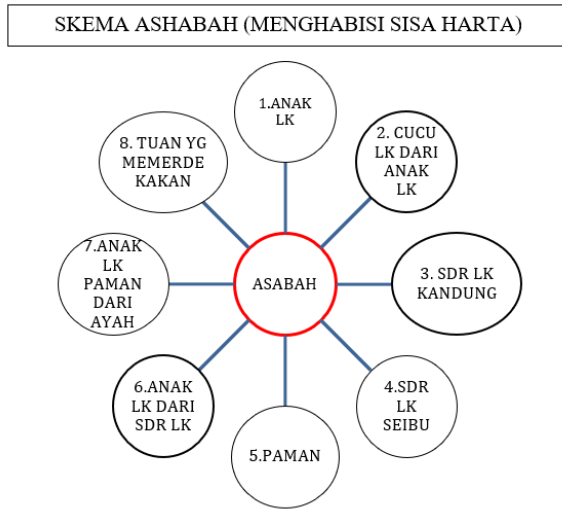 SKEMA ASHABAH (MENGHABISI SISA HARTA)
1.ANAK
LK
2. CUCU
LK DARI
ANAK
LK
3. SDR LK
KANDUNG
4.SDR
LK
SEIBU
5.PAMAN
6.ANAK
LK DARI
SDR LK
7.ANAK
LK
PAMAN
DARI
AYAH
8. TUAN YG
MEMERDE
KAKAN
ASABAH